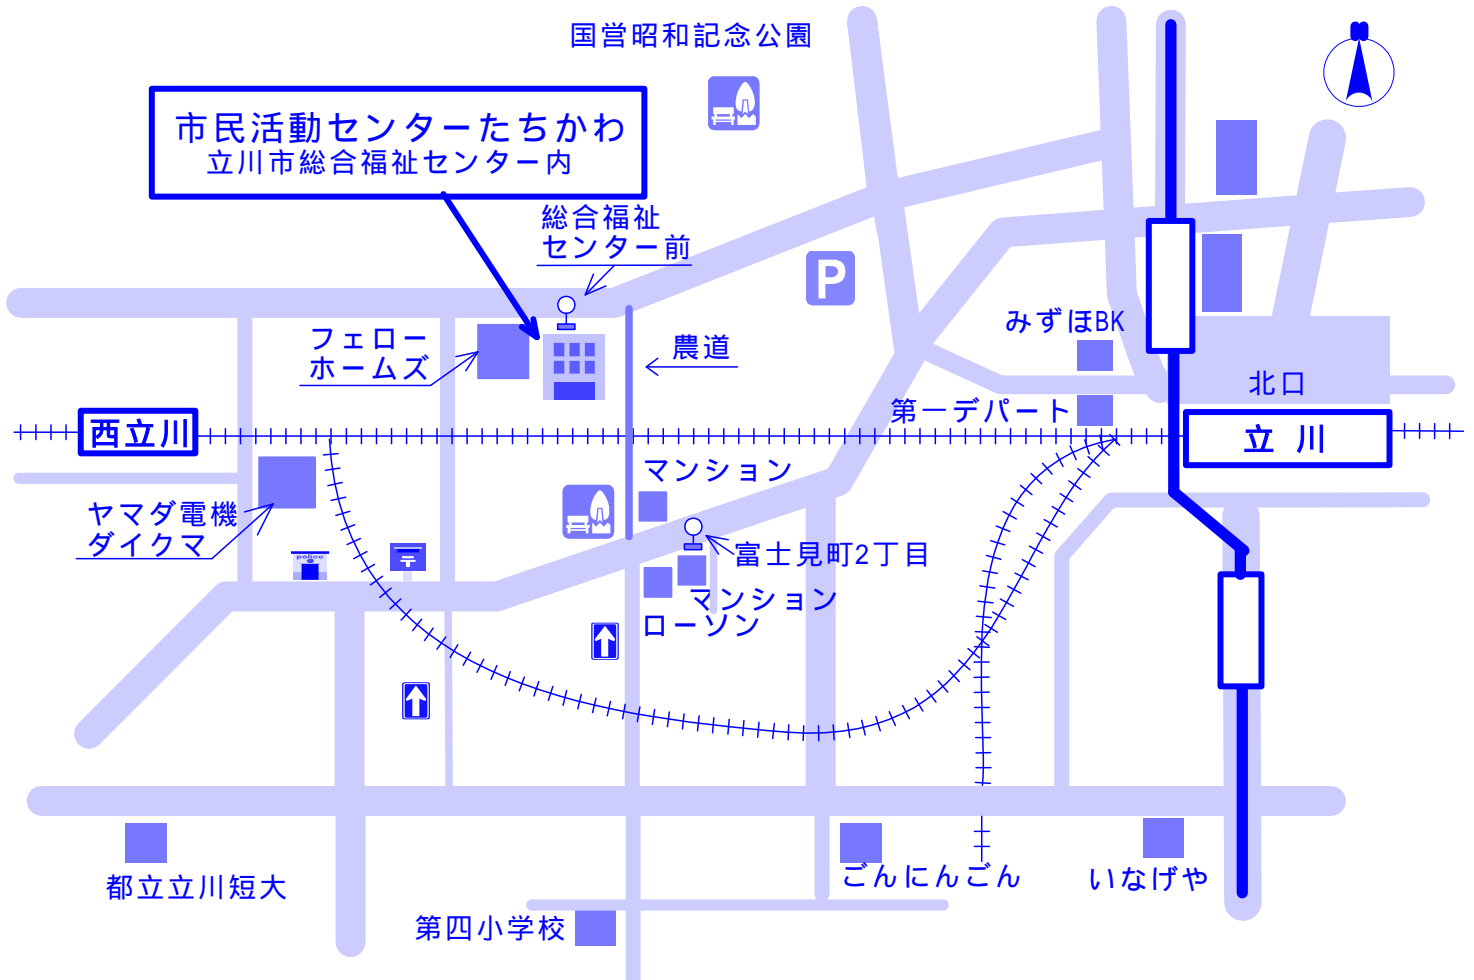 国営昭和記念公園
市民活動センターたちかわ
立川市総合福祉センター内
総合福祉
センター前
P
みずほBK
フェロー
ホームズ
農道
北口
第一デパート
西立川
立 川
マンション
ヤマダ電機
ダイクマ
police
〒
富士見町2丁目
マンション
ローソン
ごんにんごん
いなげや
都立立川短大
第四小学校